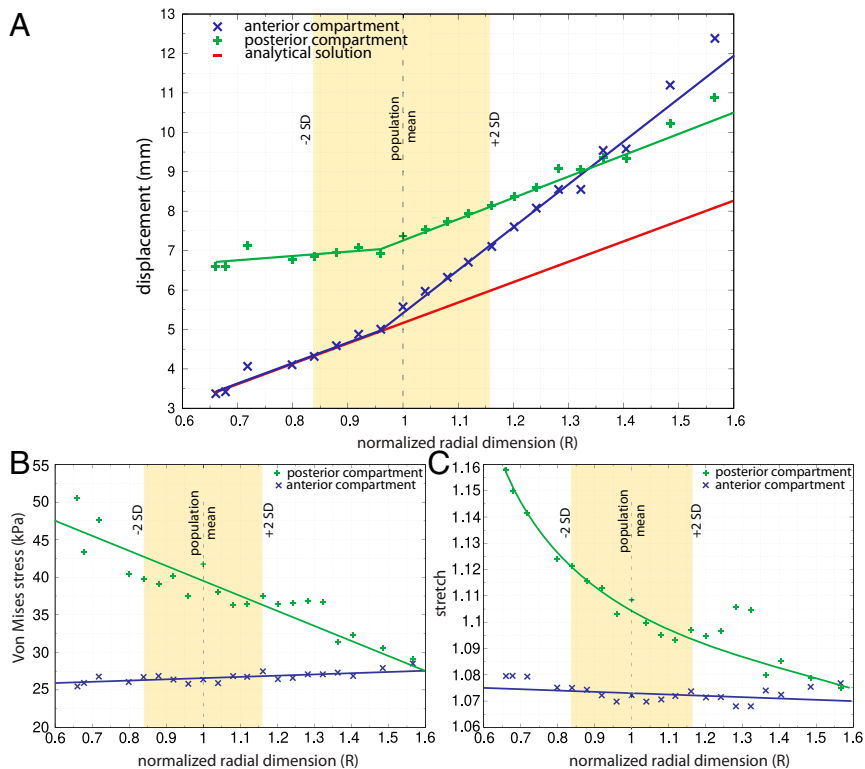 A
13
12
11
10
9
8
7
6
5
4
3
displacement (mm)
anterior compartment
posterior compartment
analytical solution
-2 SD
population
mean
+2 SD
0.6 0.7 0.8 0.9 1 1.1 1.2 1.3 1.4 1.5 1.6
normalized radial dimension (R)
B
55
50
45
40
35
30
25
20
Von Mises stress (kPa)
posterior compartment
anterior compartment
-2 SD
population
mean
+2 SD
0.6 0.7 0.8 0.9 1 1.1 1.2 1.3 1.4 1.5 1.6
normalized radial dimension (R)
C
1.16
1.15
1.14
1.13
1.12
1.11
1.10
1.09
1.08
1.07
1.06
stretch
posterior compartment
anterior compartment
-2 SD
population
mean
+2 SD
0.6 0.7 0.8 0.9 1 1.1 1.2 1.3 1.4 1.5 1.6
normalized radial dimension (R)